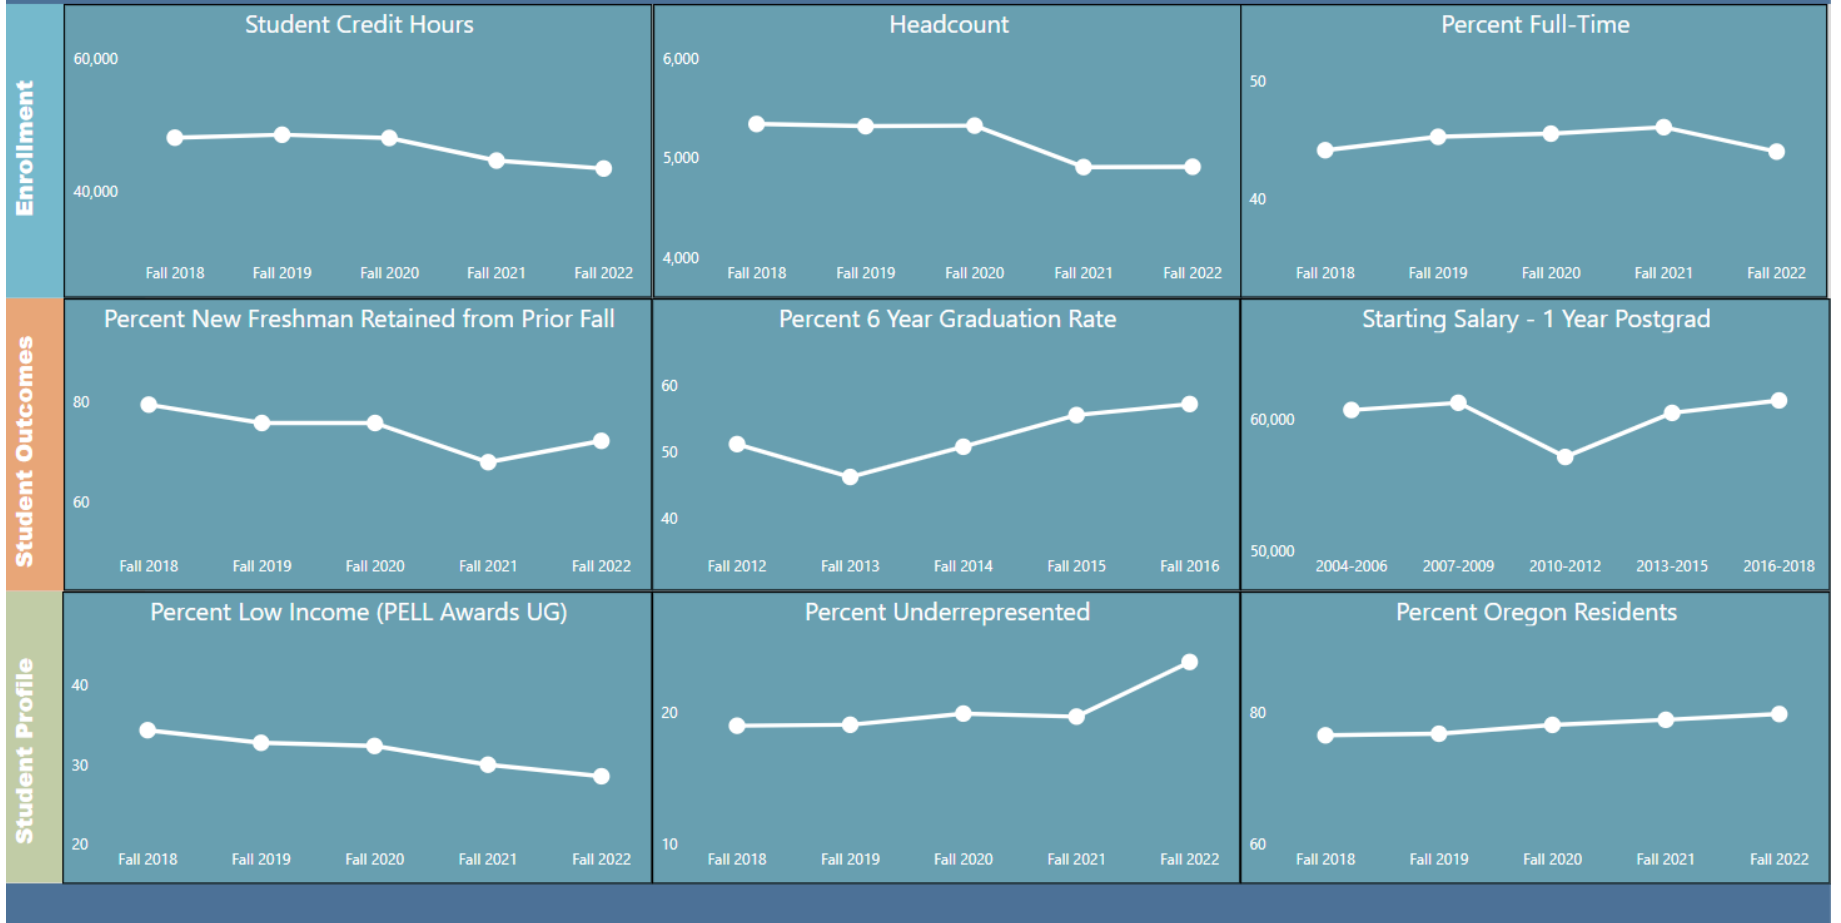 Enrollment
Student Credit Hours
60,000
40,000
Fall 2018 Fall 2019 Fall 2020 Fall 2021 Fall 2022
Headcount
6,000
5,000
4,000
Fall 2018 Fall 2019 Fall 2020 Fall 2021 Fall 2022
Percent Full-Time
50
40
Fall 2018 Fall 2019 Fall 2020 Fall 2021 Fall 2022
Student Outcomes
Percent New Freshman Retained from Prior Fall
80
60
Fall 2018 Fall 2019 Fall 2020 Fall 2021 Fall 2022
Percent 6 Year Graduation Rate
60
50
40
Fall 2012 Fall 2013 Fall 2014 Fall 2015 Fall 2016
Starting Salary - 1 Year Postgrad
60,000
50,000
2004-2006 2007-2009 2010-2012 2013-2015 2016-2018
Student Profile
Percent Low Income (PELL Awards UG)
40
30
20
Fall 2018 Fall 2019 Fall 2020 Fall 2021 Fall 2022
Percent Underrepresented
20
10
Fall 2018 Fall 2019 Fall 2020 Fall 2021 Fall 2022
Percent Oregon Residents
80
60
Fall 2018 Fall 2019 Fall 2020 Fall 2021 Fall 2022